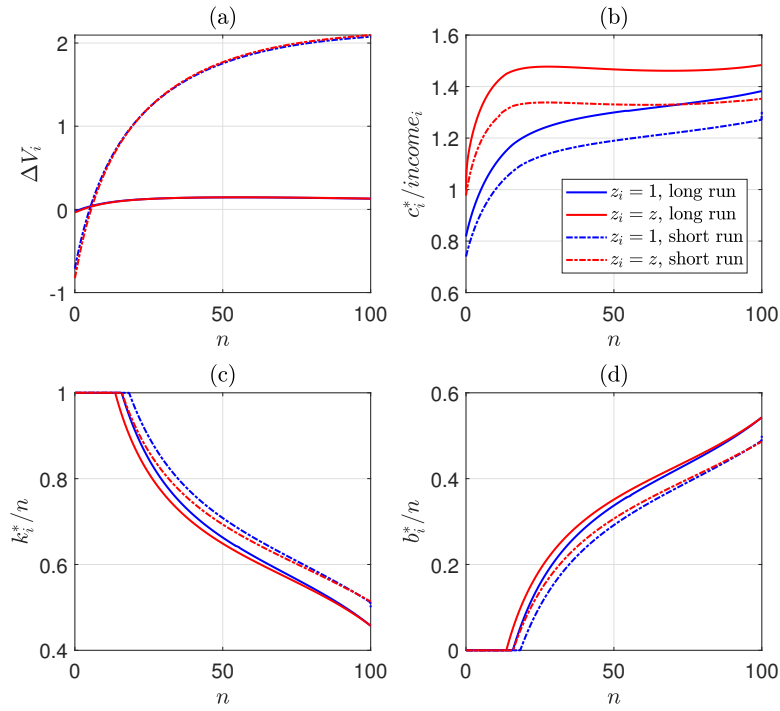 (a)
2
1
0
-1
0 50 100
ΔV_i
n
(b)
1.6
1.4
1.2
1
0.8
0.6
0 50 100
c_i^*/income_i
n
z_i = 1, long run
z_i = z, long run
z_i = 1, short run
z_i = z, short run
(c)
1
0.8
0.6
0.4
0 50 100
k_i^*/n
n
(d)
0.6
0.4
0.2
0
0 50 100
b_i^*/n
n